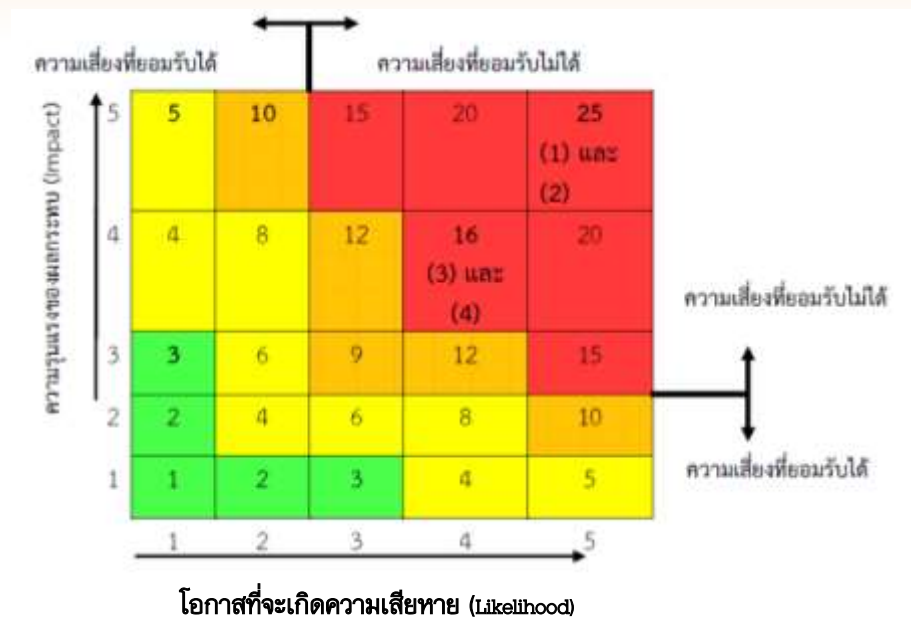 ความเสี่ยงที่ยอมรับได้ ความเสี่ยงที่ยอมรับไม่ได้
ความรุนแรงของผลกระทบ (Impact)
5 5 10 15 20 25
(1) และ
(2)
4 4 8 12 16 20
(3) และ
(4)
ความเสี่ยงที่ยอมรับไม่ได้
3 3 6 9 12 15
2 2 4 6 8 10
ความเสี่ยงที่ยอมรับได้
1 1 2 3 4 5
1 2 3 4 5
โอกาสที่จะเกิดความเสียหาย (Likelihood)